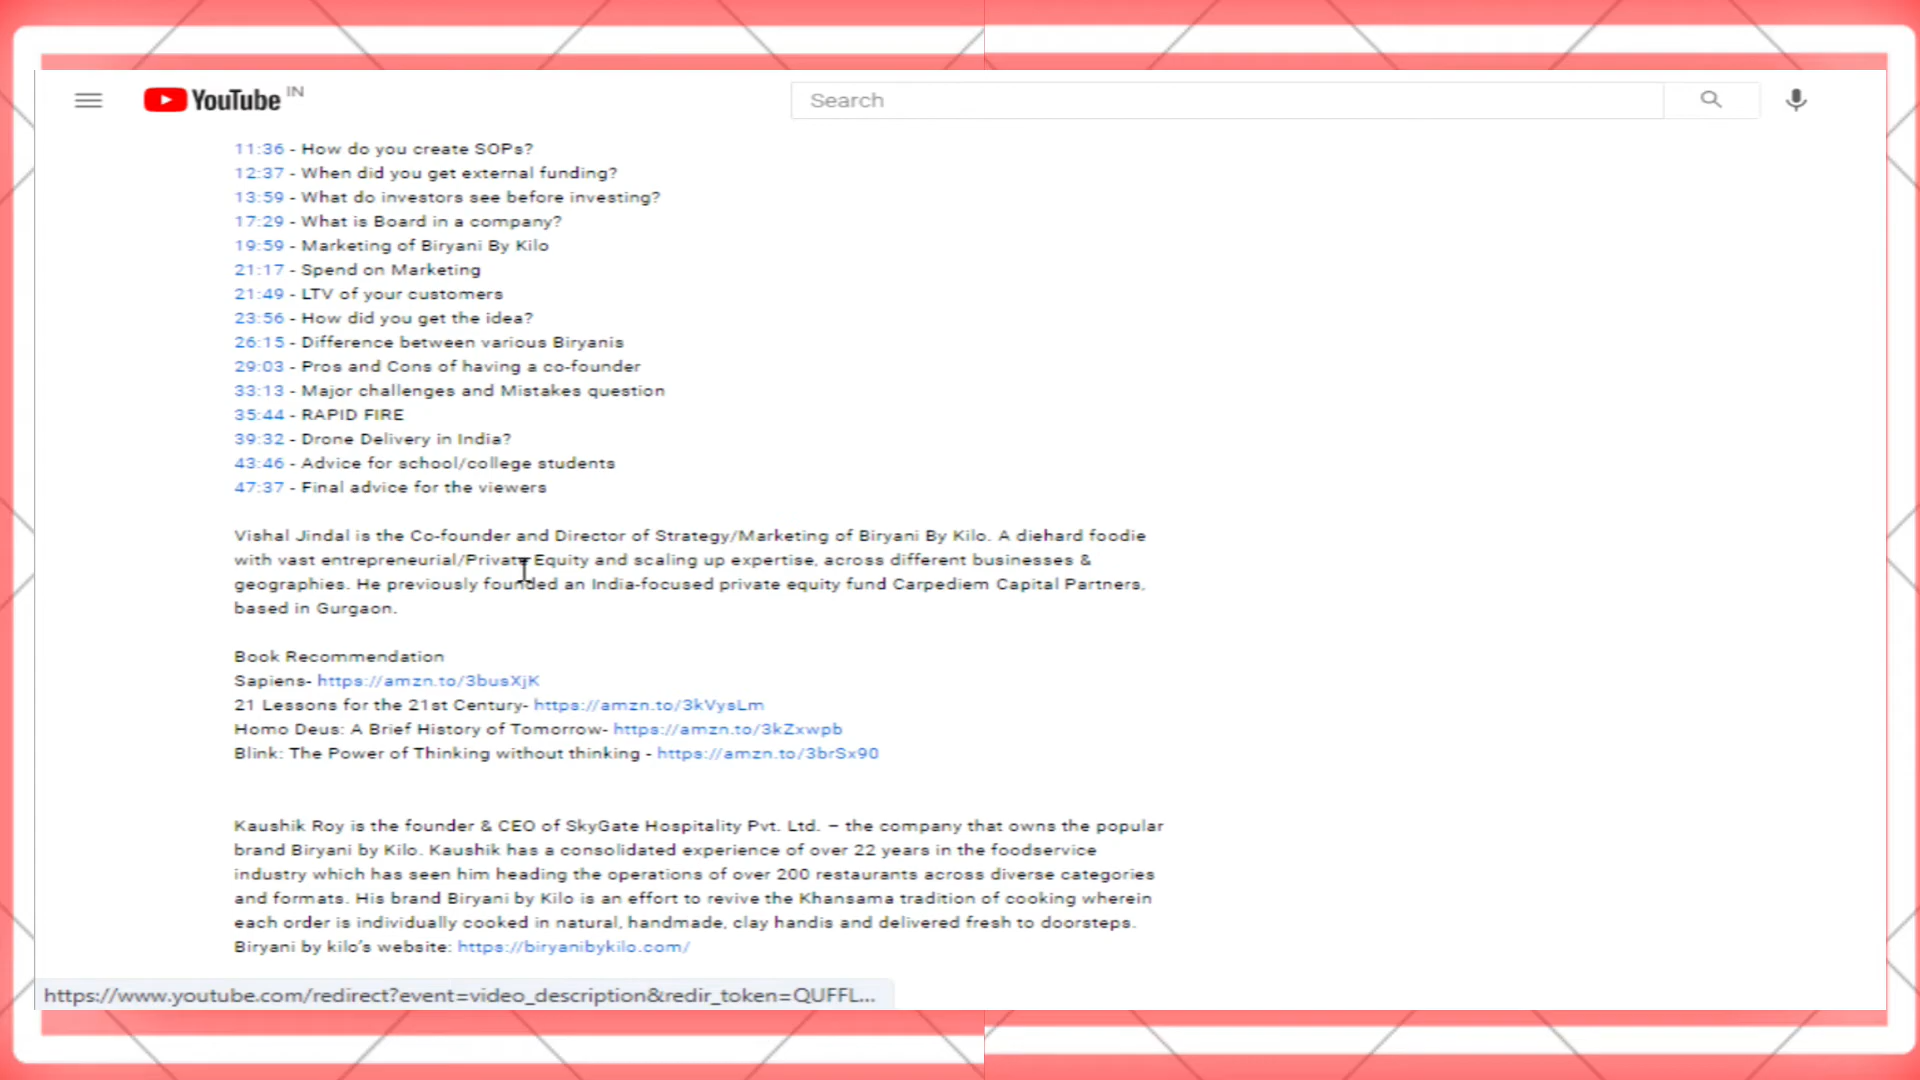 YouTube IN
Search
11:36 - How do you create SOPs?
12:37 - When did you get external funding?
13:59 - What do investors see before investing?
17:29 - What is Board in a company?
19:59 - Marketing of Biryani By Kilo
21:17 - Spend on Marketing
21:49 - LTV of your customers
23:56 - How did you get the idea?
26:15 - Difference between various Biryanis
29:03 - Pros and Cons of having a co-founder
33:13 - Major challenges and Mistakes question
35:44 - RAPID FIRE
39:32 - Drone Delivery in India?
43:46 - Advice for school/college students
47:37 - Final advice for the viewers
Vishal Jindal is the Co-founder and Director of Strategy/Marketing of Biryani By Kilo. A diehard foodie
with vast entrepreneurial/Private Equity and scaling up expertise, across different businesses &
geographies. He previously founded an India-focused private equity fund Carpediem Capital Partners,
based in Gurgaon.
Book Recommendation
Sapiens- https://amzn.to/3busXjK
21 Lessons for the 21st Century- https://amzn.to/3kVysLm
Homo Deus: A Brief History of Tomorrow- https://amzn.to/3kZxwpb
Blink: The Power of Thinking without thinking - https://amzn.to/3brSx90
Kaushik Roy is the founder & CEO of SkyGate Hospitality Pvt. Ltd. – the company that owns the popular
brand Biryani by Kilo. Kaushik has a consolidated experience of over 22 years in the foodservice
industry which has seen him heading the operations of over 200 restaurants across diverse categories
and formats. His brand Biryani by Kilo is an effort to revive the Khansama tradition of cooking wherein
each order is individually cooked in natural, handmade, clay handis and delivered fresh to doorsteps.
Biryani by kilo's website: https://biryanibykilo.com/
https://www.youtube.com/redirect?event=video_description&redir_token=QUFFL...